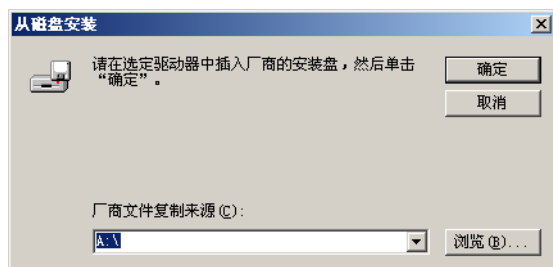 从磁盘安装
请在选定驱动器中插入厂商的安装盘，然后单击
“确定”。
确定
取消
厂商文件复制来源(C):
A:\
浏览(B)...